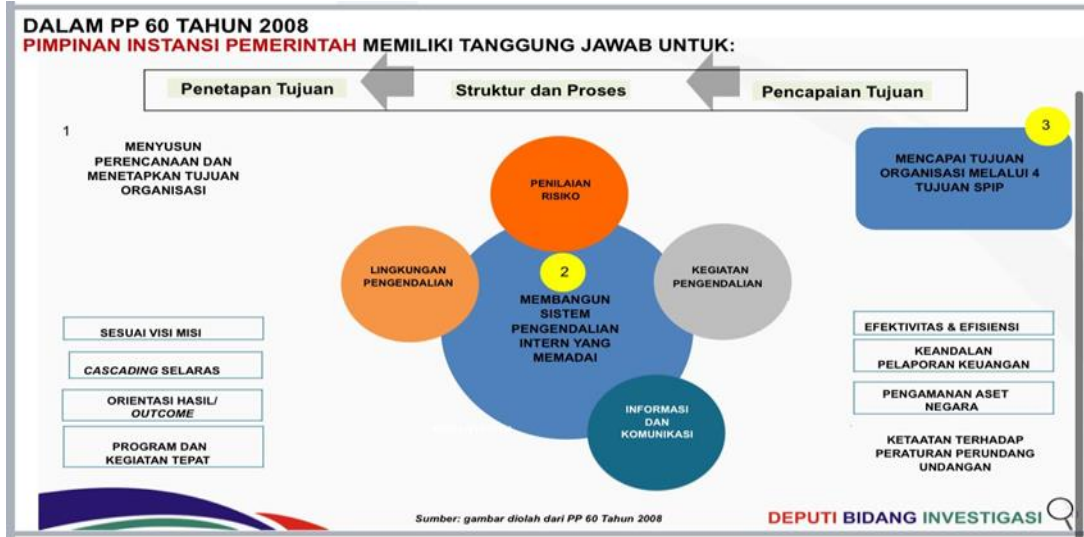 DALAM PP 60 TAHUN 2008
PIMPINAN INSTANSI PEMERINTAH MEMILIKI TANGGUNG JAWAB UNTUK:
Penetapan Tujuan
Struktur dan Proses
Pencapaian Tujuan
1
MENYUSUN
PERENCANAAN DAN
MENETAPKAN TUJUAN
ORGANISASI
SESUAI VISI MISI
CASCADING SELARAS
ORIENTASI HASIL/
OUTCOME
PROGRAM DAN
KEGIATAN TEPAT
PENILAIAN
RISIKO
LINGKUNGAN
PENGENDALIAN
2
MEMBANGUN
SISTEM
PENGENDALIAN
INTERN YANG
MEMADAI
KEGIATAN
PENGENDALIAN
INFORMASI
DAN
KOMUNIKASI
3
MENCAPAI TUJUAN
ORGANISASI MELALUI 4
TUJUAN SPIP
EFEKTIVITAS & EFISIENSI
KEANDALAN
PELAPORAN KEUANGAN
PENGAMANAN ASET
NEGARA
KETAATAN TERHADAP
PERATURAN PERUNDANG
UNDANGAN
Sumber: gambar diolah dari PP 60 Tahun 2008
DEPUTI BIDANG INVESTIGASI